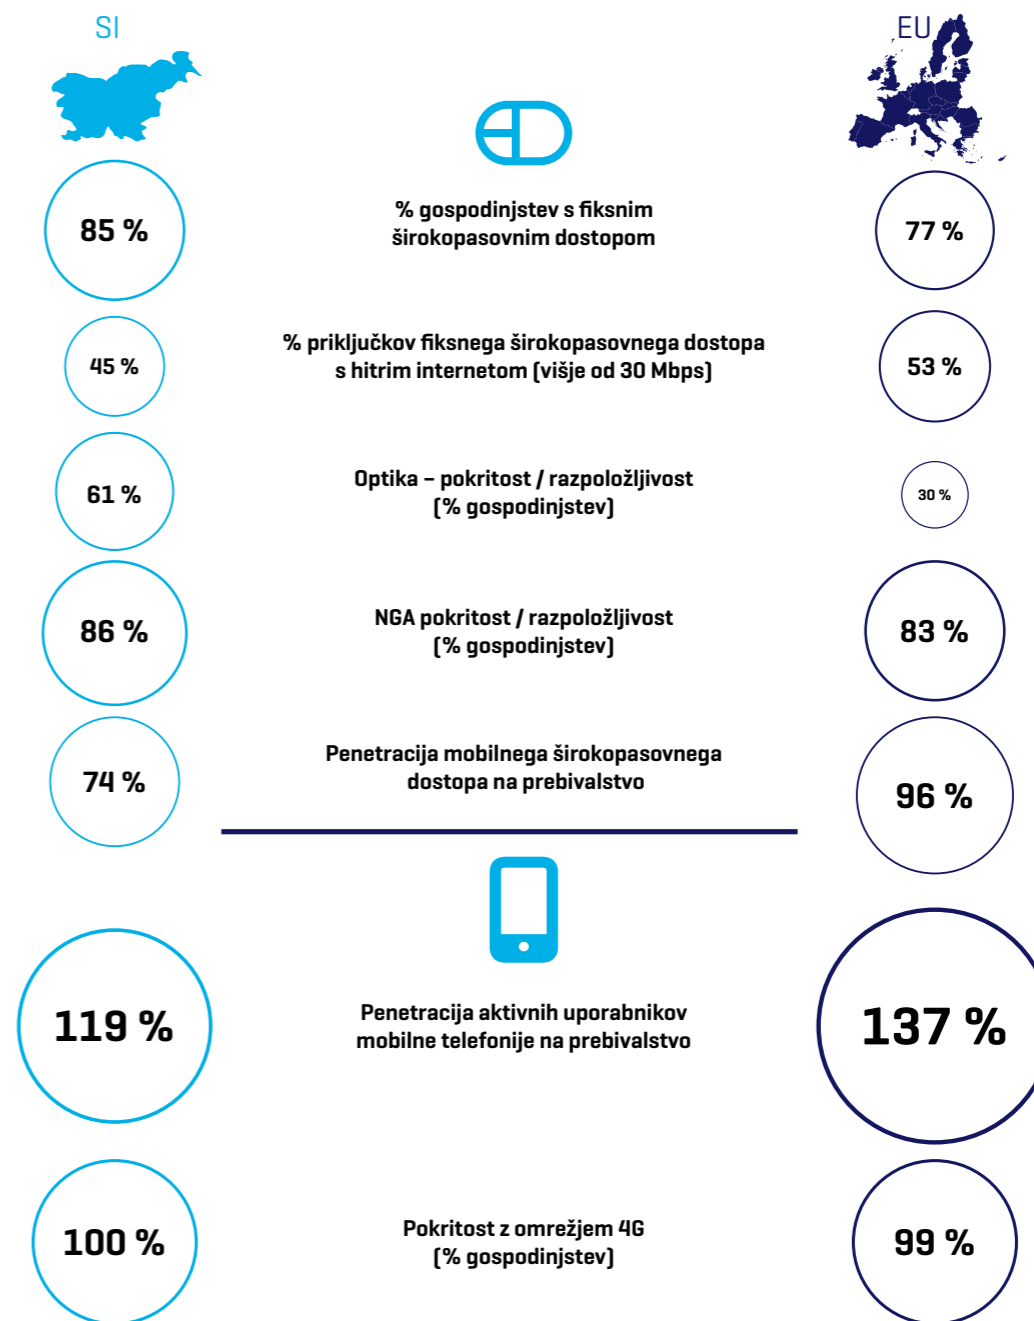 SI
EU
85 %
% gospodinjstev s fiksnim
širokopasovnim dostopom
77 %
45 %
% priključkov fiksnega širokopasovnega dostopa
s hitrim internetom (višje od 30 Mbps)
53 %
61 %
Optika – pokritost / razpoložljivost
(% gospodinjstev)
30 %
86 %
NGA pokritost / razpoložljivost
(% gospodinjstev)
83 %
74 %
Penetracija mobilnega širokopasovnega
dostopa na prebivalstvo
96 %
119 %
Penetracija aktivnih uporabnikov
mobilne telefonije na prebivalstvo
137 %
100 %
Pokritost z omrežjem 4G
(% gospodinjstev)
99 %